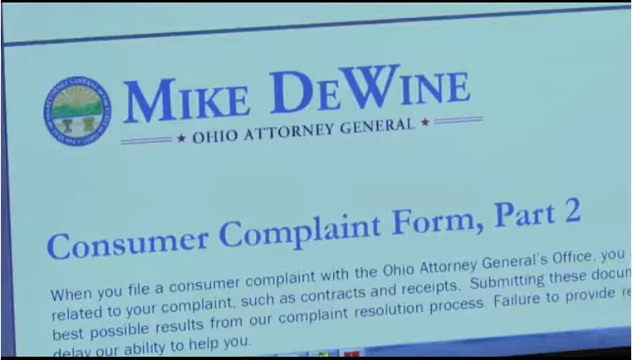 MIKE DEWINE
★ OHIO ATTORNEY GENERAL ★
Consumer Complaint Form, Part 2
When you file a consumer complaint with the Ohio Attorney General's Office, you
related to your complaint, such as contracts and receipts. Submitting these docum
best possible results from our complaint resolution process. Failure to provide re
delay our ability to help you.